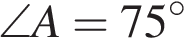 ∠A = 75°